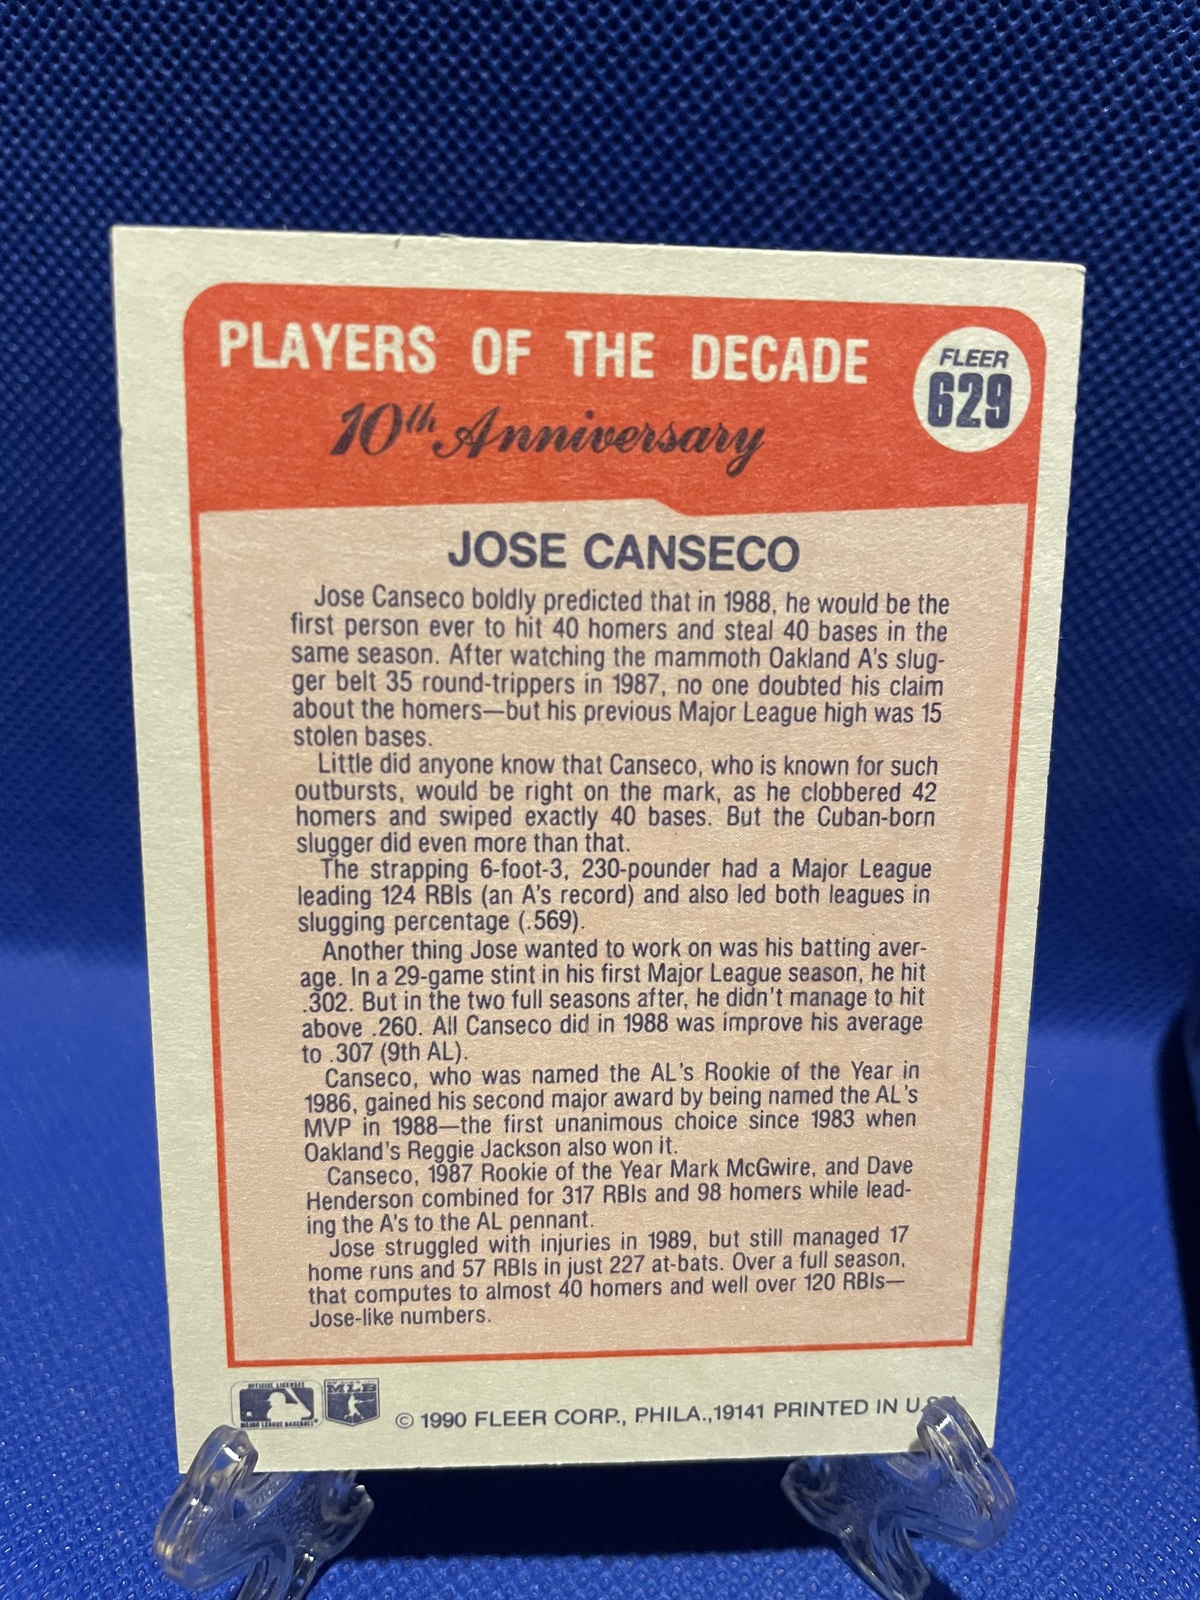 PLAYERS OF THE DECADE
10th Anniversary
FLEER
629
JOSE CANSECO
Jose Canseco boldly predicted that in 1988, he would be the
first person ever to hit 40 homers and steal 40 bases in the
same season. After watching the mammoth Oakland A's slug-
ger belt 35 round-trippers in 1987, no one doubted his claim
about the homers—but his previous Major League high was 15
stolen bases.
Little did anyone know that Canseco, who is known for such
outbursts, would be right on the mark, as he clobbered 42
homers and swiped exactly 40 bases. But the Cuban-born
slugger did even more than that.
The strapping 6-foot-3, 230-pounder had a Major League
leading 124 RBIs (an A's record) and also led both leagues in
slugging percentage (.569).
Another thing Jose wanted to work on was his batting aver-
age. In a 29-game stint in his first Major League season, he hit
.302. But in the two full seasons after, he didn't manage to hit
above .260. All Canseco did in 1988 was improve his average
to .307 (9th AL).
Canseco, who was named the AL's Rookie of the Year in
1986, gained his second major award by being named the AL's
MVP in 1988—the first unanimous choice since 1983 when
Oakland's Reggie Jackson also won it.
Canseco, 1987 Rookie of the Year Mark McGwire, and Dave
Henderson combined for 317 RBIs and 98 homers while lead-
ing the A's to the AL pennant.
Jose struggled with injuries in 1989, but still managed 17
home runs and 57 RBIs in just 227 at-bats. Over a full season,
that computes to almost 40 homers and well over 120 RBIs—
Jose-like numbers.
OFFICIAL LICENSEE
MAJOR LEAGUE BASEBALL
MLB
© 1990 FLEER CORP., PHILA.,19141 PRINTED IN U.S